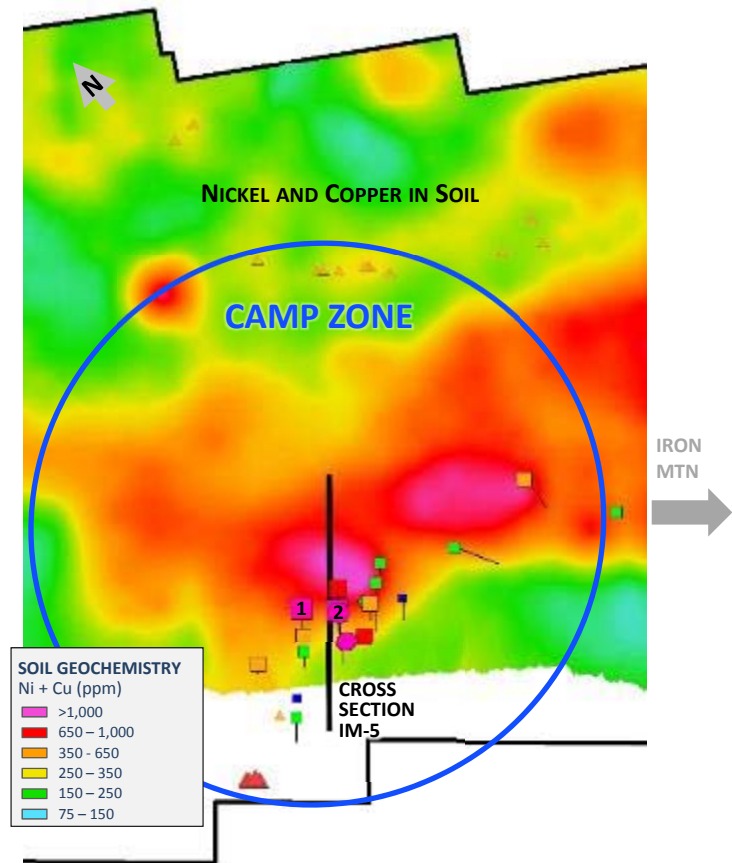 N
NICKEL AND COPPER IN SOIL
CAMP ZONE
IRON
MTN
1
2
CROSS
SECTION
IM-5
SOIL GEOCHEMISTRY
Ni + Cu (ppm)
>1,000
650 – 1,000
350 - 650
250 – 350
150 – 250
75 – 150